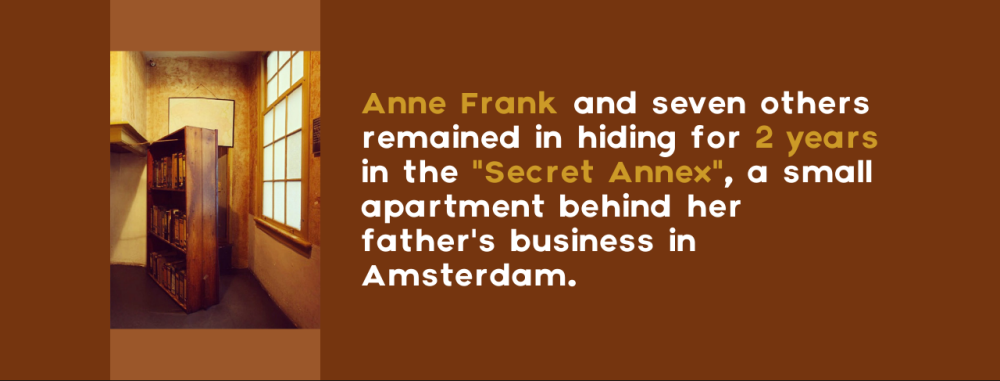 Anne Frank and seven others
remained in hiding for 2 years
in the "Secret Annex", a small
apartment behind her
father's business in
Amsterdam.